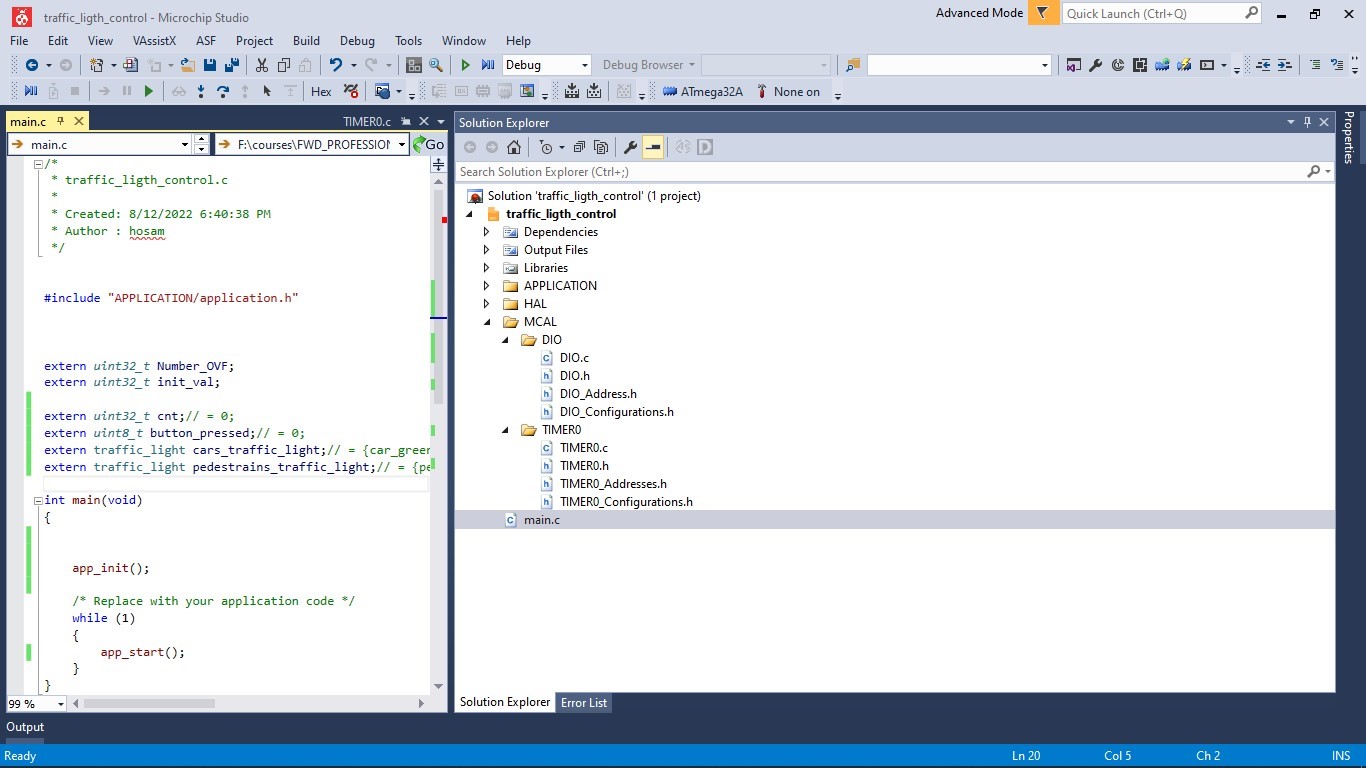 traffic_ligth_control - Microchip Studio
Advanced Mode
Quick Launch (Ctrl+Q)
File Edit View VAssistX ASF Project Build Debug Tools Window Help
Debug
Debug Browser
Hex
ATmega32A
None on
main.c
TIMER0.c
main.c
F:\courses\FWD_PROFESSION
Go
/*
* traffic_ligth_control.c
*
* Created: 8/12/2022 6:40:38 PM
* Author : hosam
*/
#include "APPLICATION/application.h"
extern uint32_t Number_OVF;
extern uint32_t init_val;
extern uint32_t cnt;// = 0;
extern uint8_t button_pressed;// = 0;
extern traffic_light cars_traffic_light;// = {car_green
extern traffic_light pedestrains_traffic_light;// = {pe
int main(void)
{
app_init();
/* Replace with your application code */
while (1)
{
app_start();
}
}
99 %
Solution Explorer
Search Solution Explorer (Ctrl+;)
Solution 'traffic_ligth_control' (1 project)
traffic_ligth_control
Dependencies
Output Files
Libraries
APPLICATION
HAL
MCAL
DIO
DIO.c
DIO.h
DIO_Address.h
DIO_Configurations.h
TIMER0
TIMER0.c
TIMER0.h
TIMER0_Addresses.h
TIMER0_Configurations.h
main.c
Solution Explorer
Error List
Properties
Output
Ready
Ln 20
Col 5
Ch 2
INS